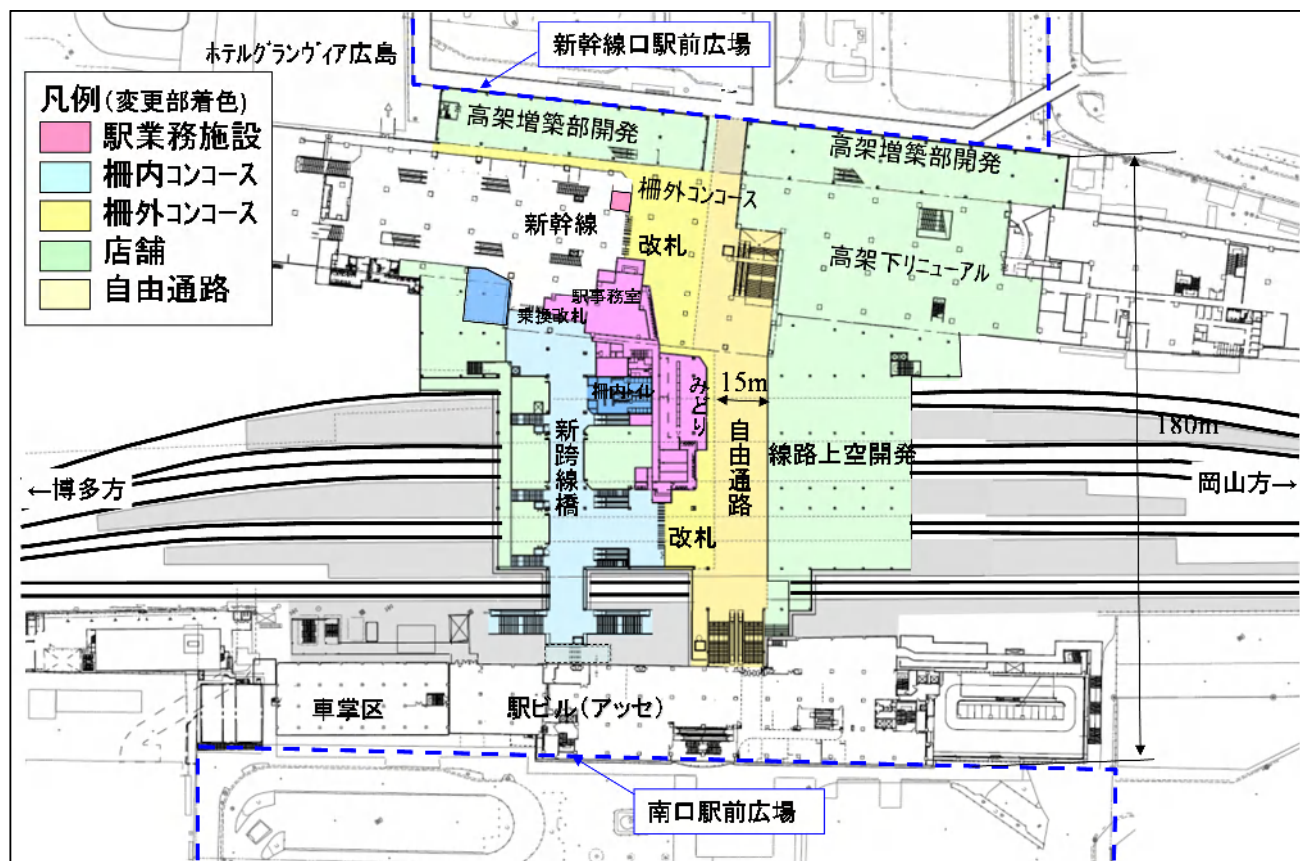 ホテルグランヴィア広島
新幹線口駅前広場
凡例(変更部着色)
駅業務施設
柵内コンコース
柵外コンコース
店舗
自由通路
高架増築部開発
高架増築部開発
柵外コンコース
新幹線
改札
高架下リニューアル
駅事務室
乗換改札
柵内トイレ
みどり
15m
180m
新跨線橋
自由通路
線路上空開発
←博多方
岡山方→
改札
車掌区
駅ビル(アッセ)
南口駅前広場